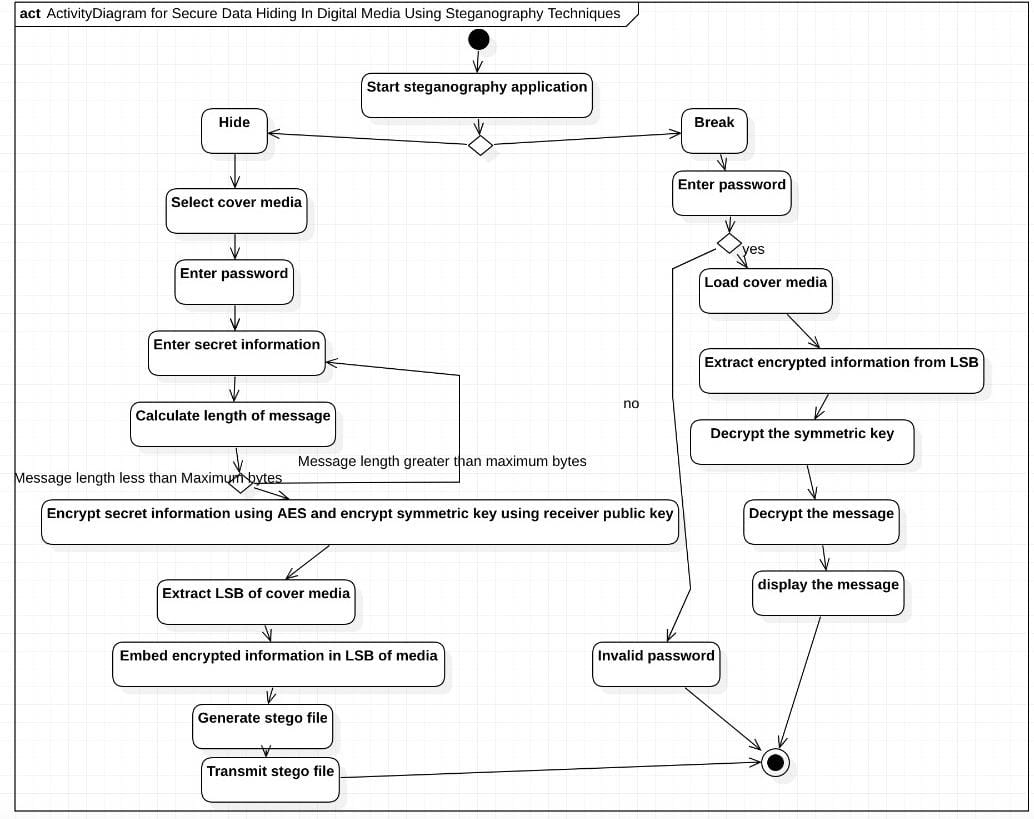 act ActivityDiagram for Secure Data Hiding In Digital Media Using Steganography Techniques
Start steganography application
Hide
Select cover media
Enter password
Enter secret information
Calculate length of message
Message length greater than maximum bytes
Message length less than Maximum bytes
Encrypt secret information using AES and encrypt symmetric key using receiver public key
Extract LSB of cover media
Embed encrypted information in LSB of media
Generate stego file
Transmit stego file
Break
Enter password
yes
Load cover media
Extract encrypted information from LSB
no
Decrypt the symmetric key
Decrypt the message
display the message
Invalid password